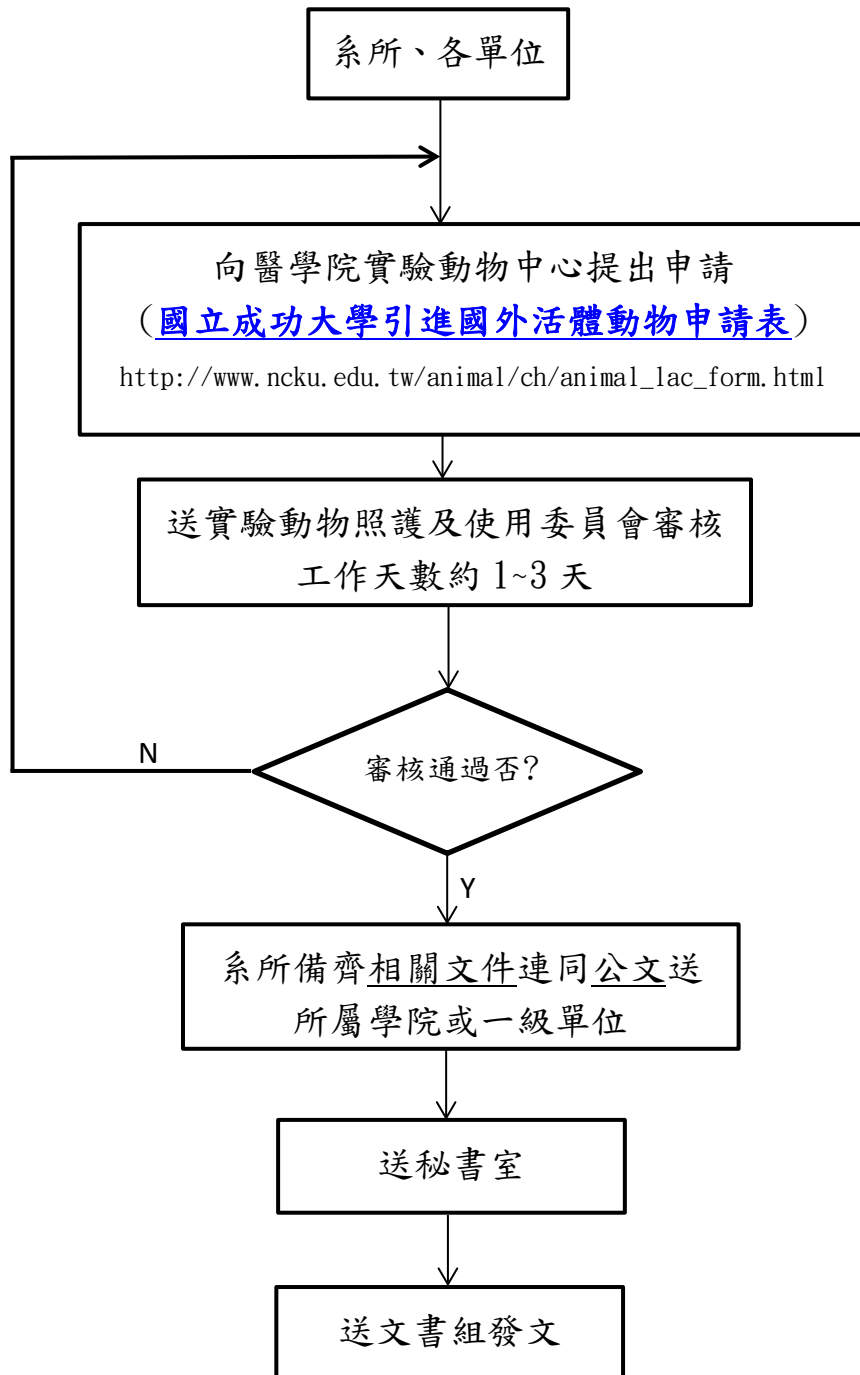 系所、各單位
向醫學院實驗動物中心提出申請
(國立成功大學引進國外活體動物申請表)
http://www.ncku.edu.tw/animal/ch/animal_lac_form.html
送實驗動物照護及使用委員會審核
工作天數約 1~3 天
審核通過否?
N
Y
系所備齊相關文件連同公文送
所屬學院或一級單位
送秘書室
送文書組發文